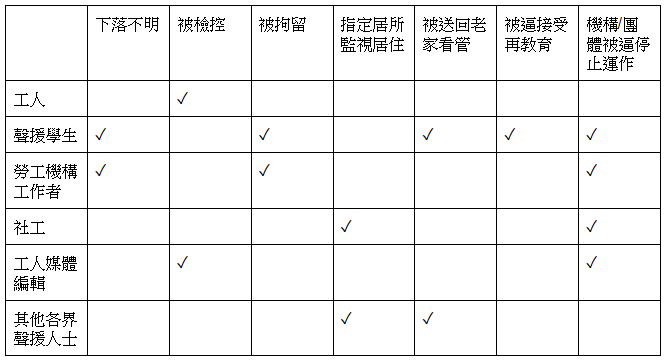 下落不明 被檢控 被拘留 指定居所 被送回老 被逼接受 機構/團
監視居住 家看管 再教育 體被逼停
止運作
工人 ✓
聲援學生 ✓ ✓ ✓ ✓ ✓
勞工機構 ✓ ✓ ✓
工作者
社工 ✓ ✓
工人媒體 ✓ ✓
編輯
其他各界 ✓ ✓
聲援人士